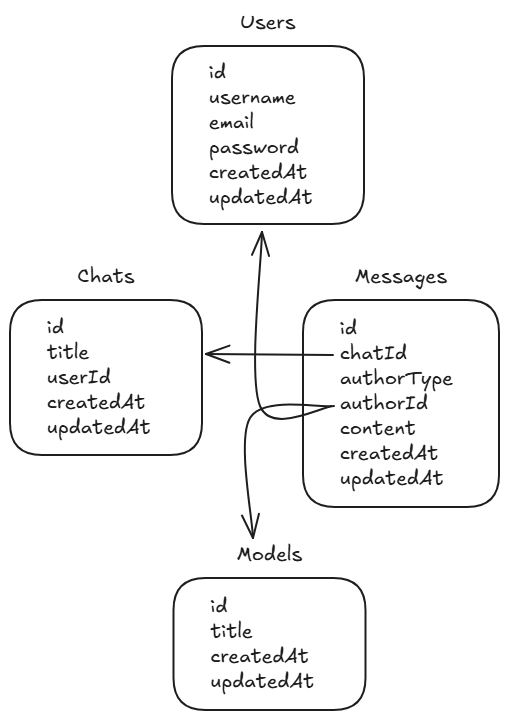 Users
id
username
email
password
createdAt
updatedAt
Chats
id
title
userId
createdAt
updatedAt
Messages
id
chatId
authorType
authorId
content
createdAt
updatedAt
Models
id
title
createdAt
updatedAt